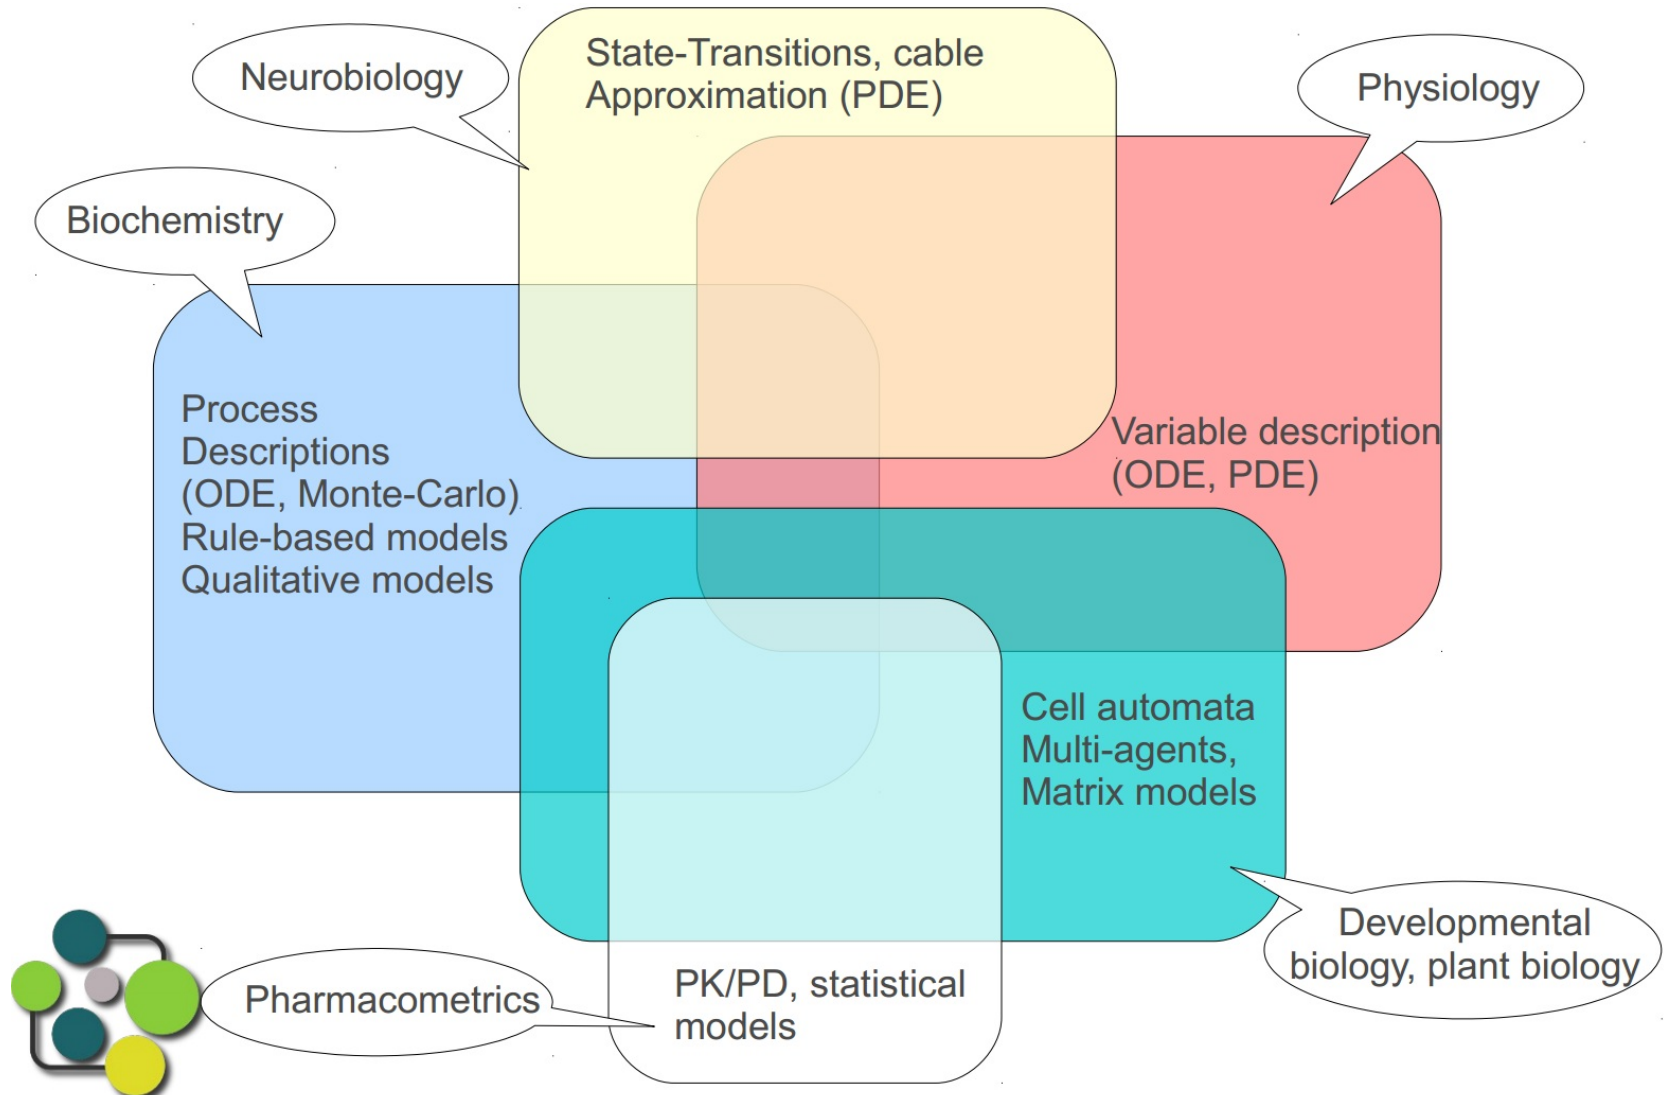 Neurobiology
State-Transitions, cable
Approximation (PDE)
Physiology
Biochemistry
Process
Descriptions
(ODE, Monte-Carlo)
Rule-based models
Qualitative models
Variable description
(ODE, PDE)
Cell automata
Multi-agents,
Matrix models
Developmental
biology, plant biology
Pharmacometrics
PK/PD, statistical
models